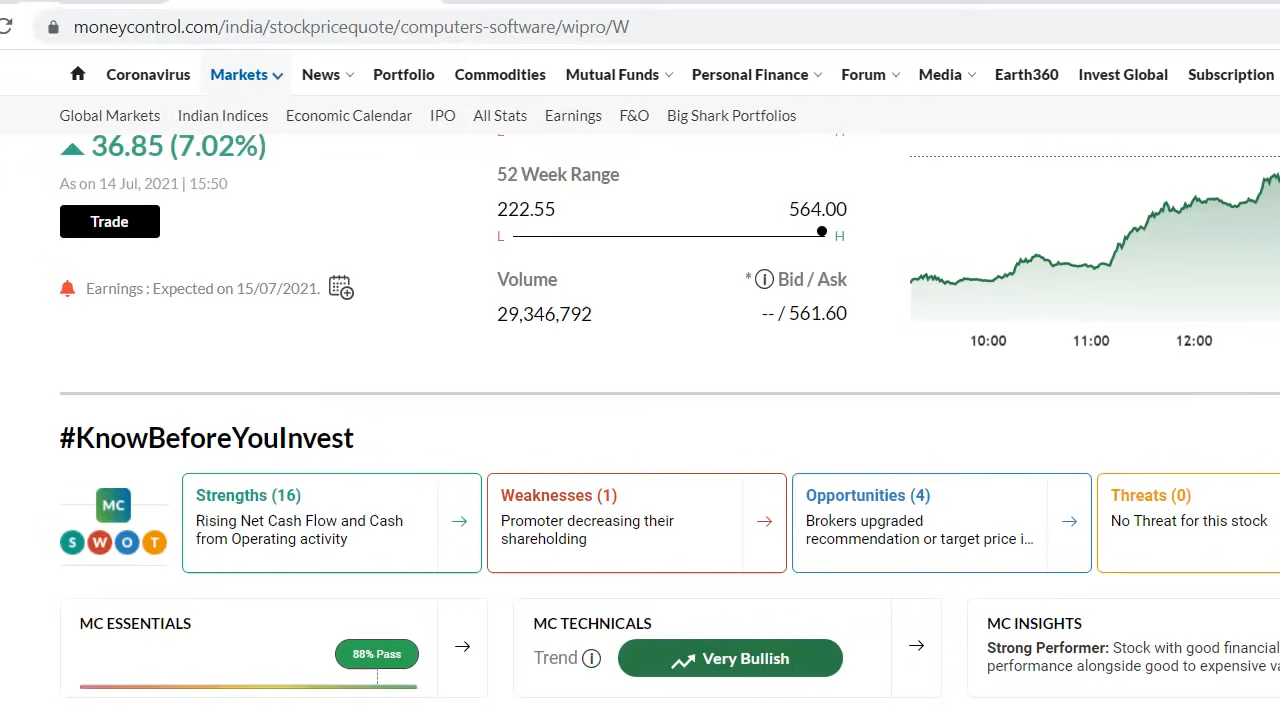 moneycontrol.com/india/stockpricequote/computers-software/wipro/W
Coronavirus Markets News Portfolio Commodities Mutual Funds Personal Finance Forum Media Earth360 Invest Global Subscription
Global Markets Indian Indices Economic Calendar IPO All Stats Earnings F&O Big Shark Portfolios
36.85 (7.02%)
As on 14 Jul, 2021 | 15:50
Trade
Earnings : Expected on 15/07/2021.
52 Week Range
222.55 564.00
L H
Volume * Bid / Ask
29,346,792 -- / 561.60
10:00 11:00 12:00
#KnowBeforeYouInvest
MC
S W O T
Strengths (16)
Rising Net Cash Flow and Cash
from Operating activity
Weaknesses (1)
Promoter decreasing their
shareholding
Opportunities (4)
Brokers upgraded
recommendation or target price i...
Threats (0)
No Threat for this stock
MC ESSENTIALS
88% Pass
MC TECHNICALS
Trend Very Bullish
MC INSIGHTS
Strong Performer: Stock with good financial
performance alongside good to expensive va